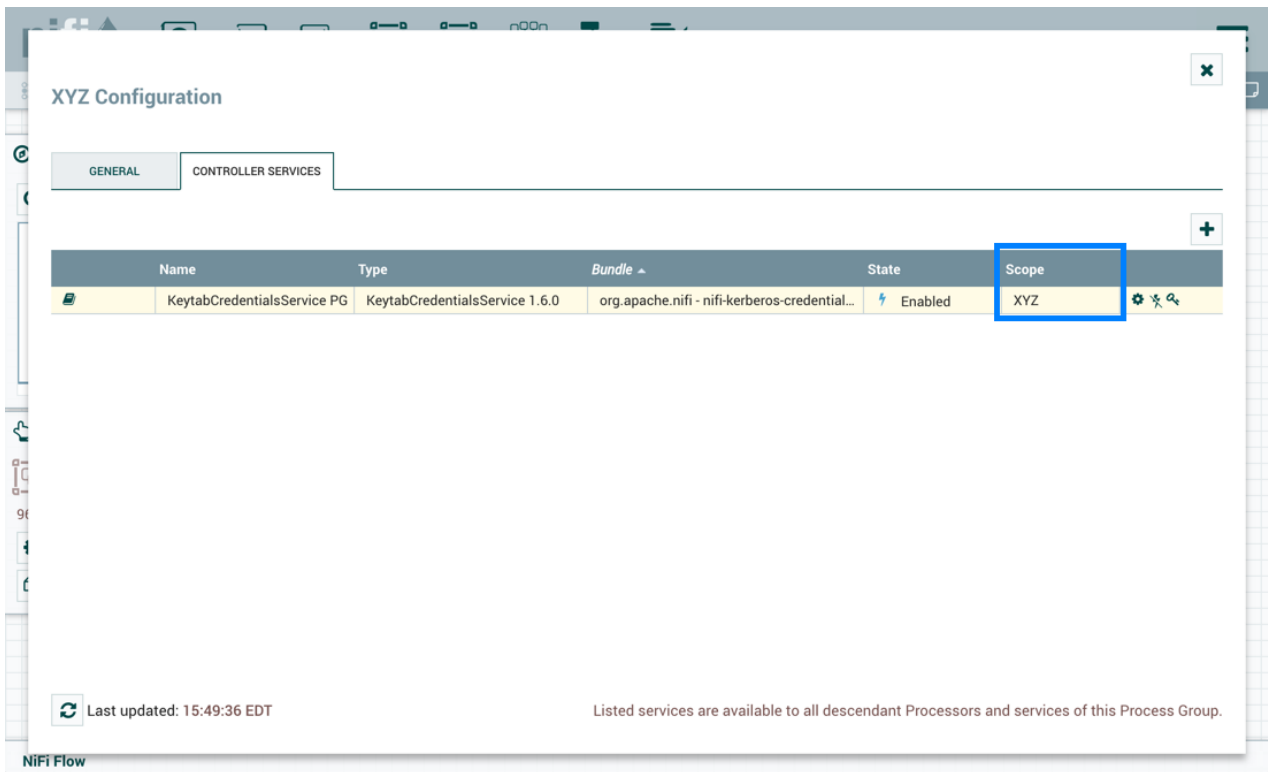 nifi
XYZ Configuration
GENERAL CONTROLLER SERVICES
Name Type Bundle State Scope
KeytabCredentialsService PG KeytabCredentialsService 1.6.0 org.apache.nifi - nifi-kerberos-credential... Enabled XYZ
96
Last updated: 15:49:36 EDT Listed services are available to all descendant Processors and services of this Process Group.
NiFi Flow